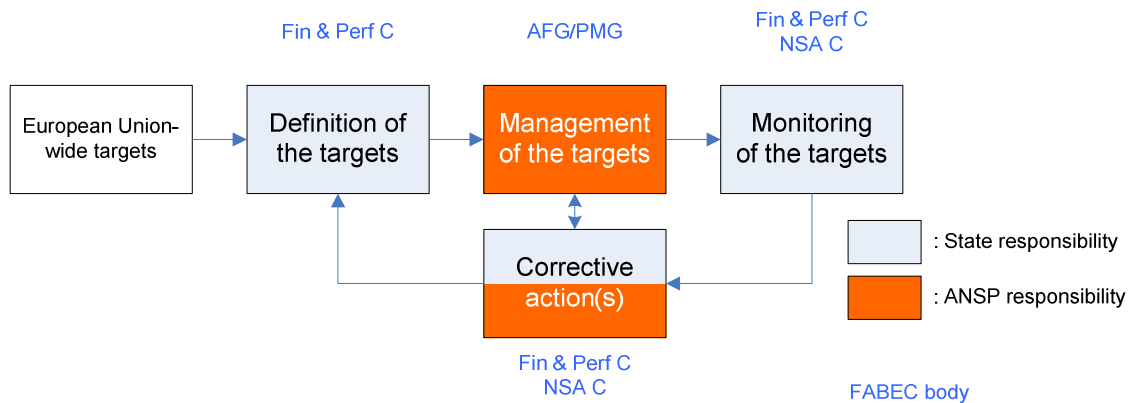 Fin & Perf C
AFG/PMG
Fin & Perf C
NSA C
European Union-
wide targets
Definition of
the targets
Management
of the targets
Monitoring
of the targets
Corrective
action(s)
: State responsibility
: ANSP responsibility
Fin & Perf C
NSA C
FABEC body